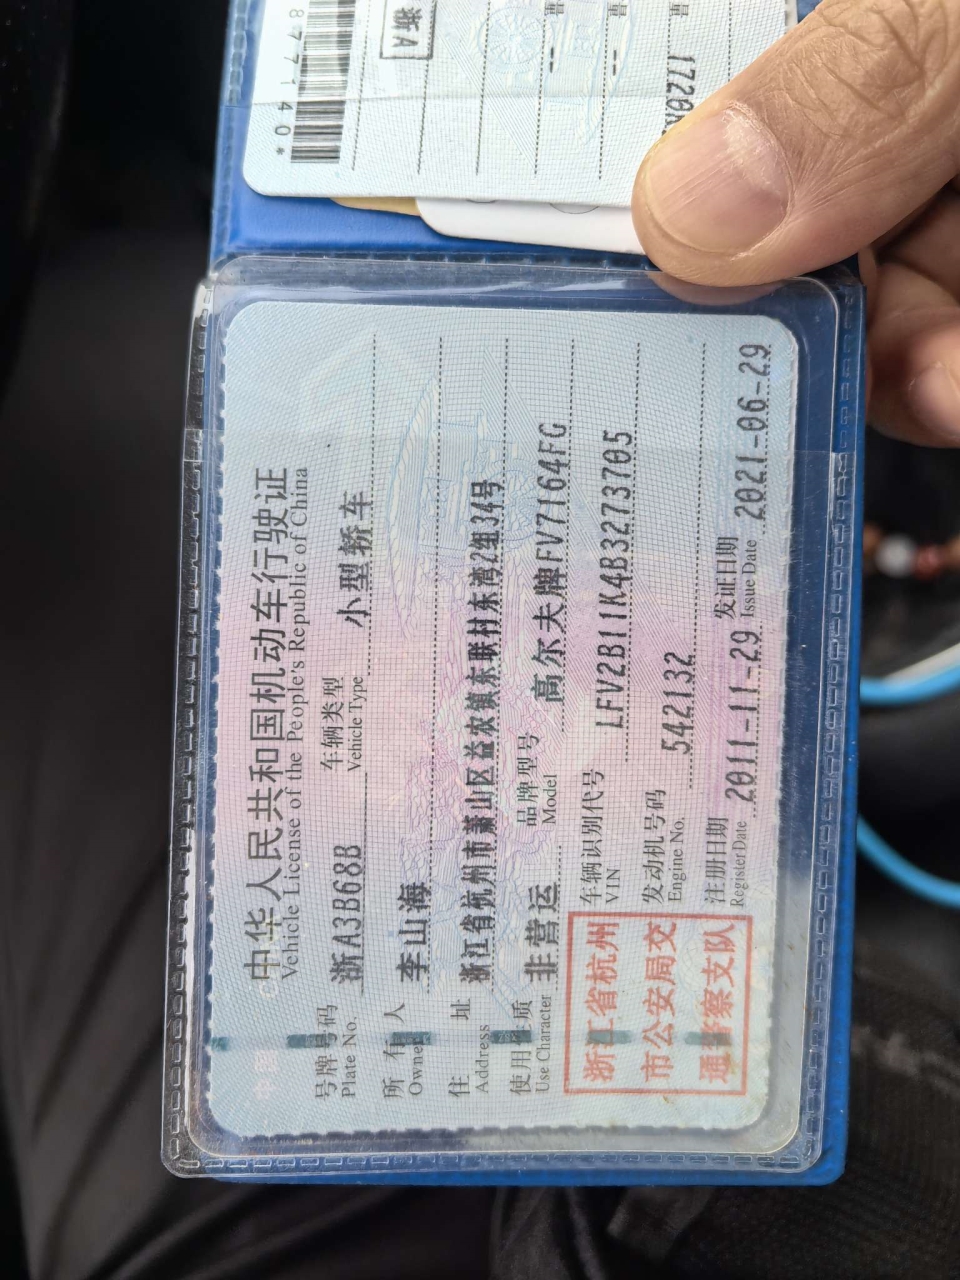 中华人民共和国机动车行驶证
Vehicle License of the People's Republic of China
号牌号码 浙A3B68B 车辆类型 小型轿车
Plate No. Vehicle Type
所有人 李山海
Owner
住址 浙江省杭州市萧山区益农镇东联村东湾2组34号
Address
使用性质 非营运 品牌型号 高尔夫牌FV7164FG
Use Character Model
浙江省杭州
市公安局交
通警察支队
车辆识别代号 LFV2B11K4B3273705
VIN
发动机号码 542132
Engine No.
注册日期 2011-11-29 发证日期 2021-06-29
Register Date Issue Date
浙A
877140*